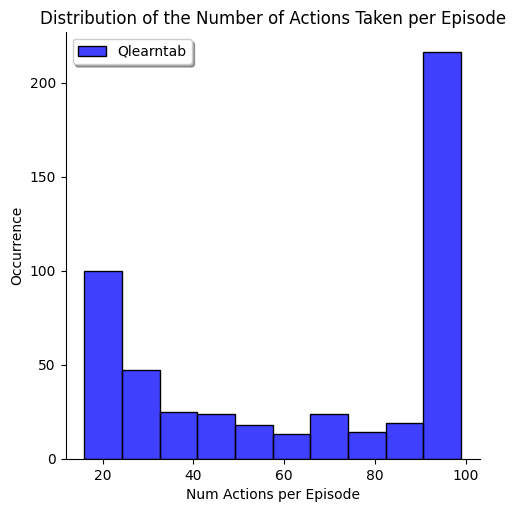 Distribution of the Number of Actions Taken per Episode
Qlearntab
200
150
100
50
0
Occurrence
20 40 60 80 100
Num Actions per Episode